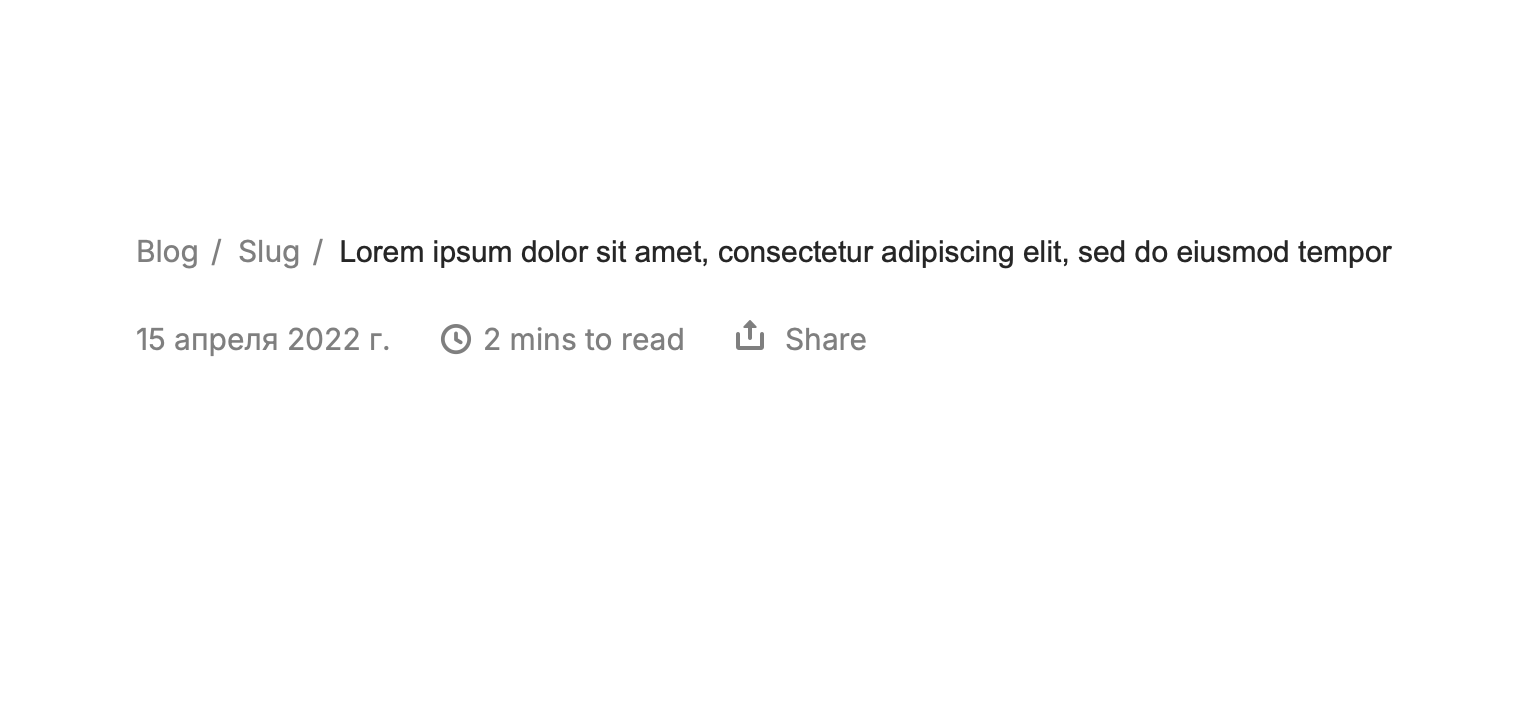 Blog / Slug / Lorem ipsum dolor sit amet, consectetur adipiscing elit, sed do eiusmod tempor
15 апреля 2022 г. 2 mins to read Share